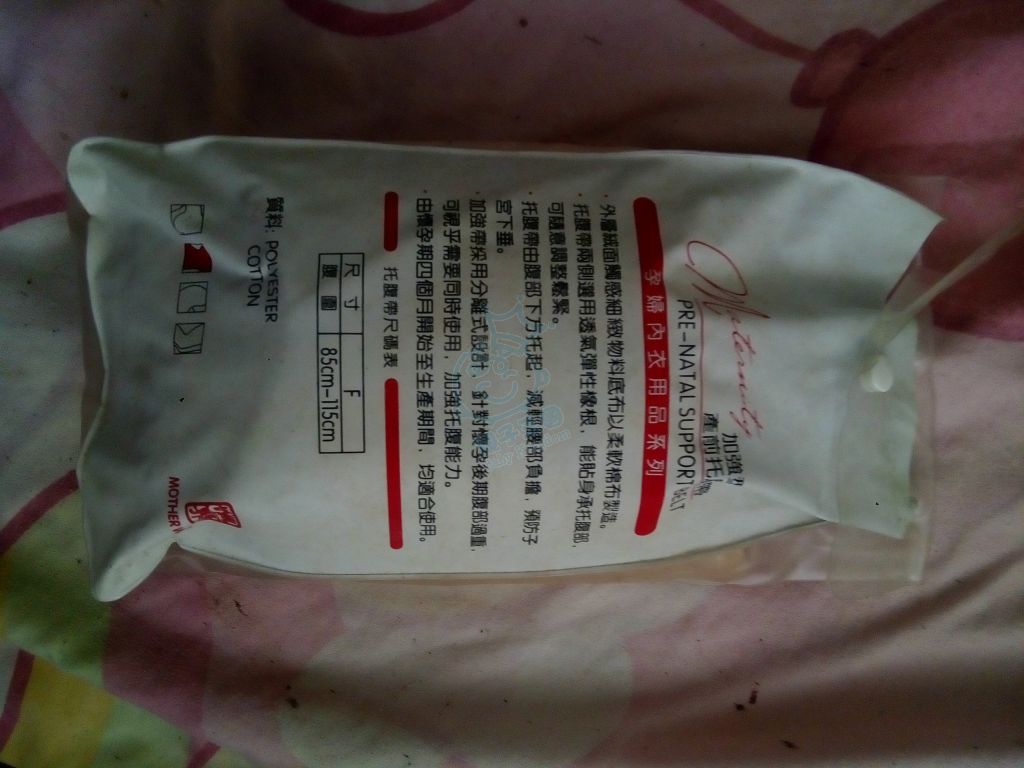 Maternity
加強型
產前托腹帶
PRE-NATAL SUPPORT BELT
孕婦內衣用品系列
·外層絨面觸感細緻物料底布以柔軟棉布製造。
·托腹帶兩側選用透氣彈性橡根，能貼身承托腹部，
可隨意調整鬆緊。
·托腹帶由腹部下方托起，減輕腰部負擔，預防子
宮下垂。
·加強帶採用分離式設計，針對懷孕後期腹部過重，
可視乎需要同時使用，加強托腹能力。
·由懷孕期四個月開始至生產期間，均適合使用。
托腹帶尺碼表
尺寸 F
腹圍 85cm-115cm
質料: POLYESTER
COTTON
MOTHER